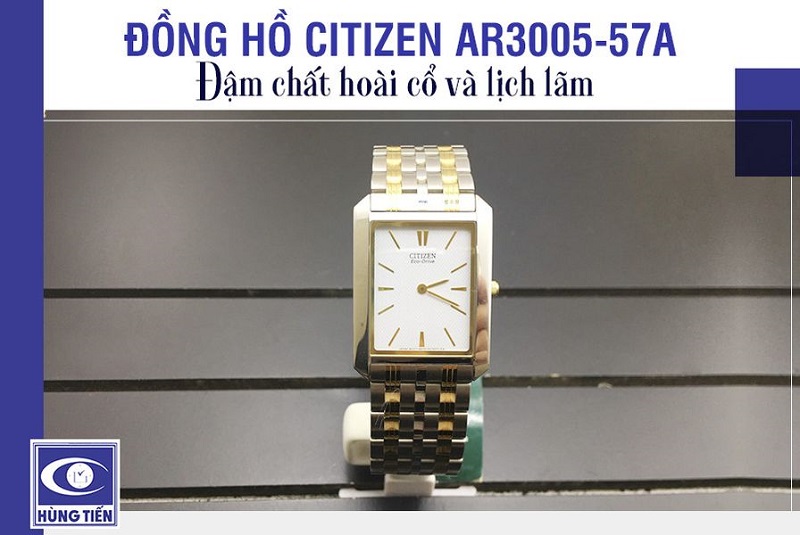 ĐỒNG HỒ CITIZEN AR3005-57A
Đậm chất hoài cổ và lịch lãm
CITIZEN
Eco-Drive
HÙNG TIẾN